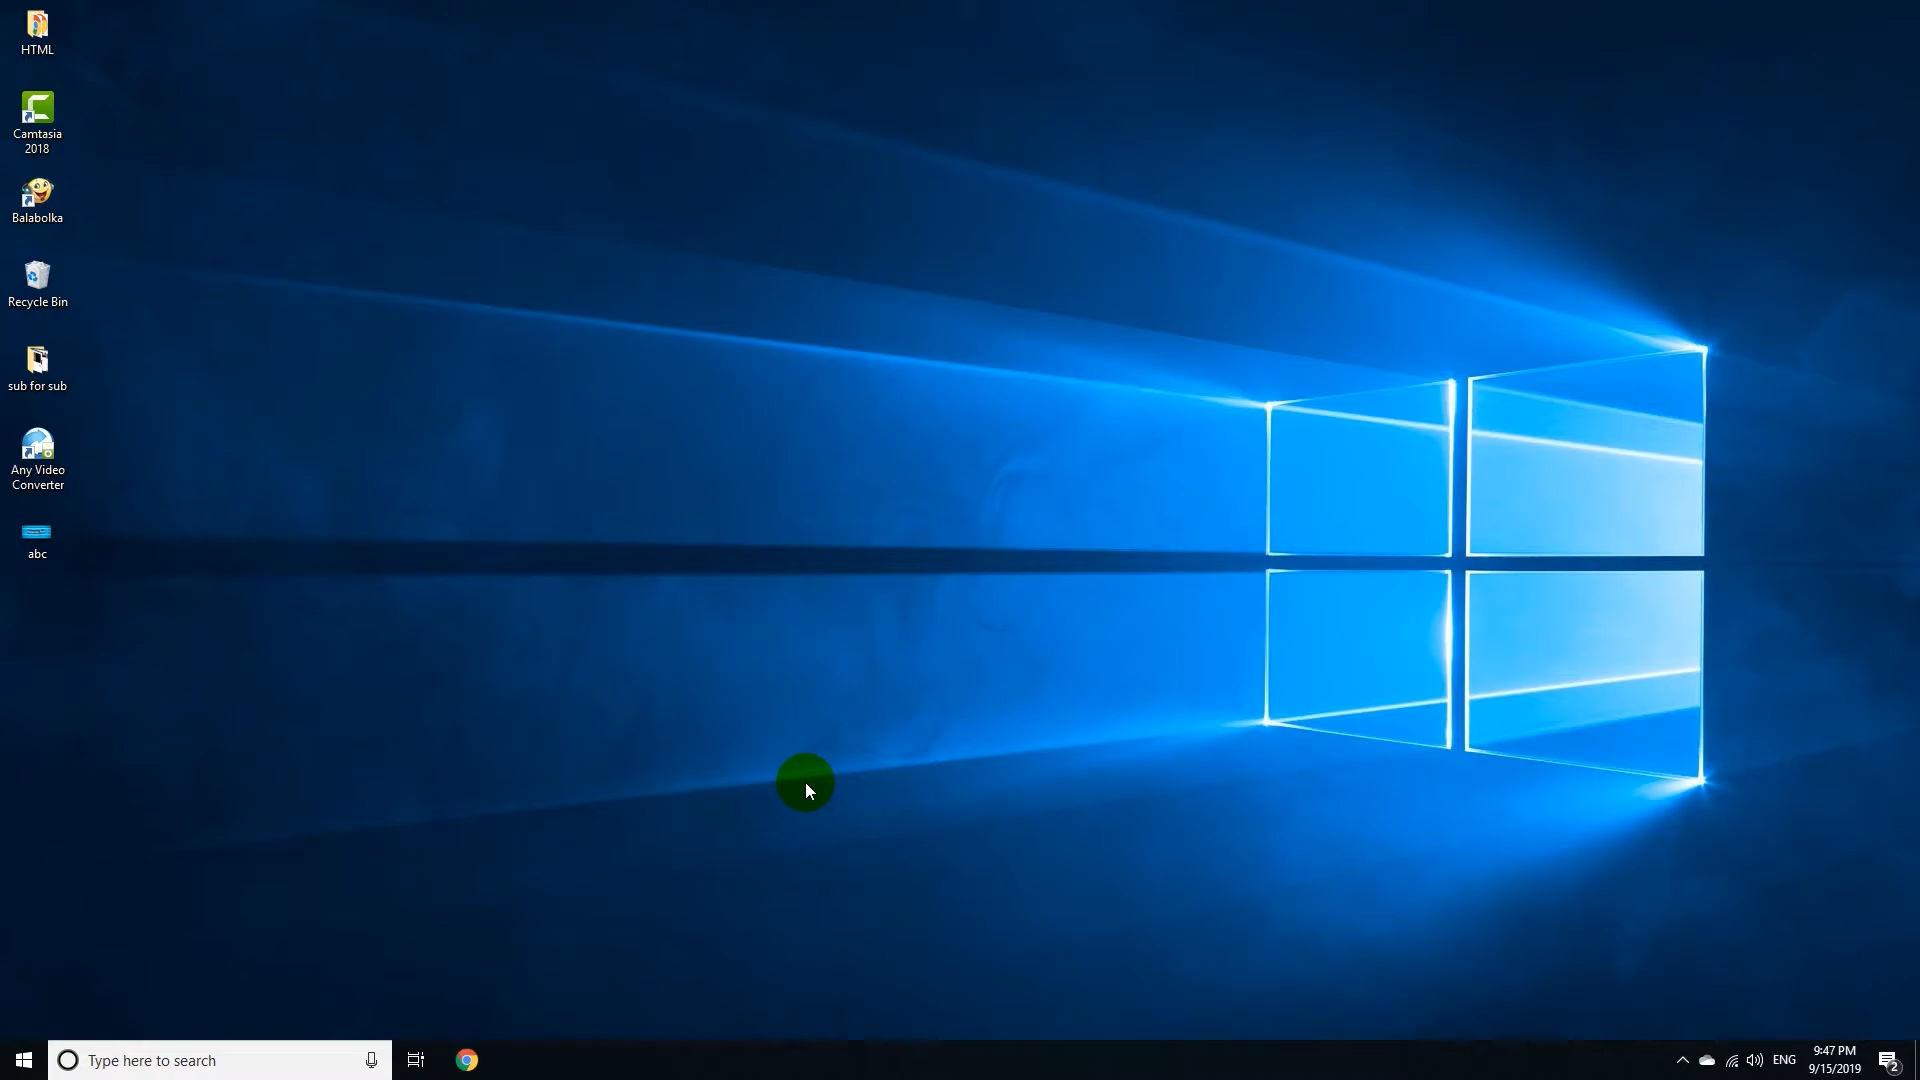 HTML
Camtasia
2018
Balabolka
Recycle Bin
sub for sub
Any Video
Converter
abc
Type here to search
ENG
9:47 PM
9/15/2019
2